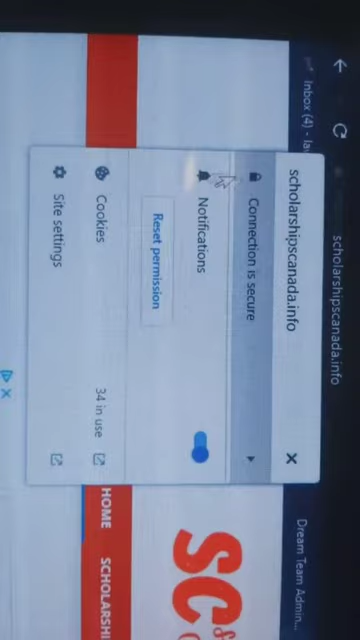 Inbox (4) -
Dream Team Admin...
scholarshipscanada.info
scholarshipscanada.info
Connection is secure
Notifications
Reset permission
Cookies
34 in use
Site settings
HOME
SCHOLARSHI
SC